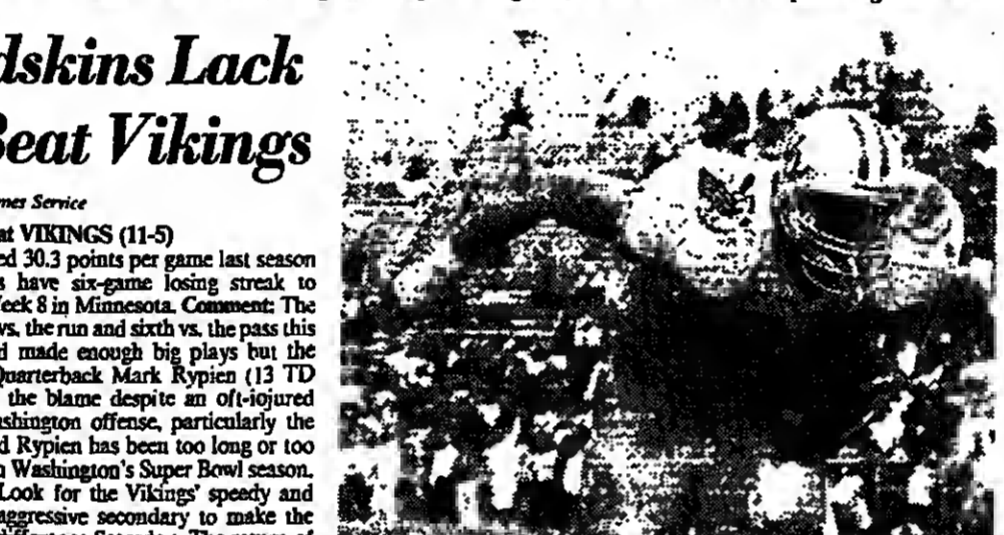 dskins Lack
Beat Vikings
mes Service
at VIKINGS (11-5)
ed 30.3 points per game last season
s have six-game losing streak to
eek 8 in Minnesota. Comment: The
vs. the run and sixth vs. the pass this
d made enough big plays but the
Quarterback Mark Rypien (13 TD
the blame despite an oft-iojured
shington offense, particularly the
d Rypien has been too long or too
n Washington's Super Bowl season.
Look for the Vikings' speedy and
aggressive secondary to make the